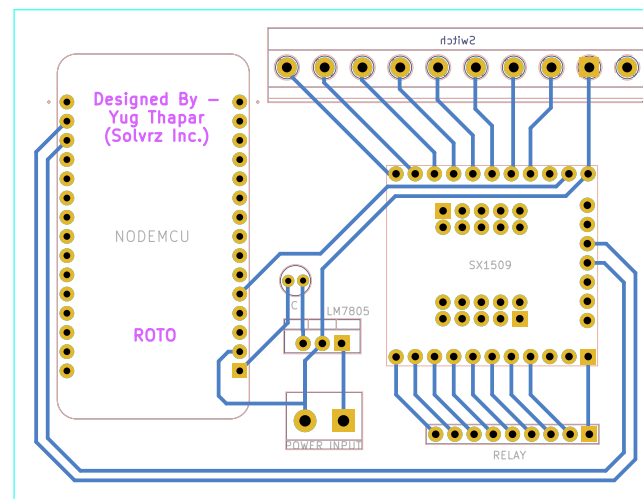 Switch
Designed By –
Yug Thapar
(Solvrz Inc.)
NODEMCU
SX1509
C
LM7805
ROTO
POWER INPUT
RELAY